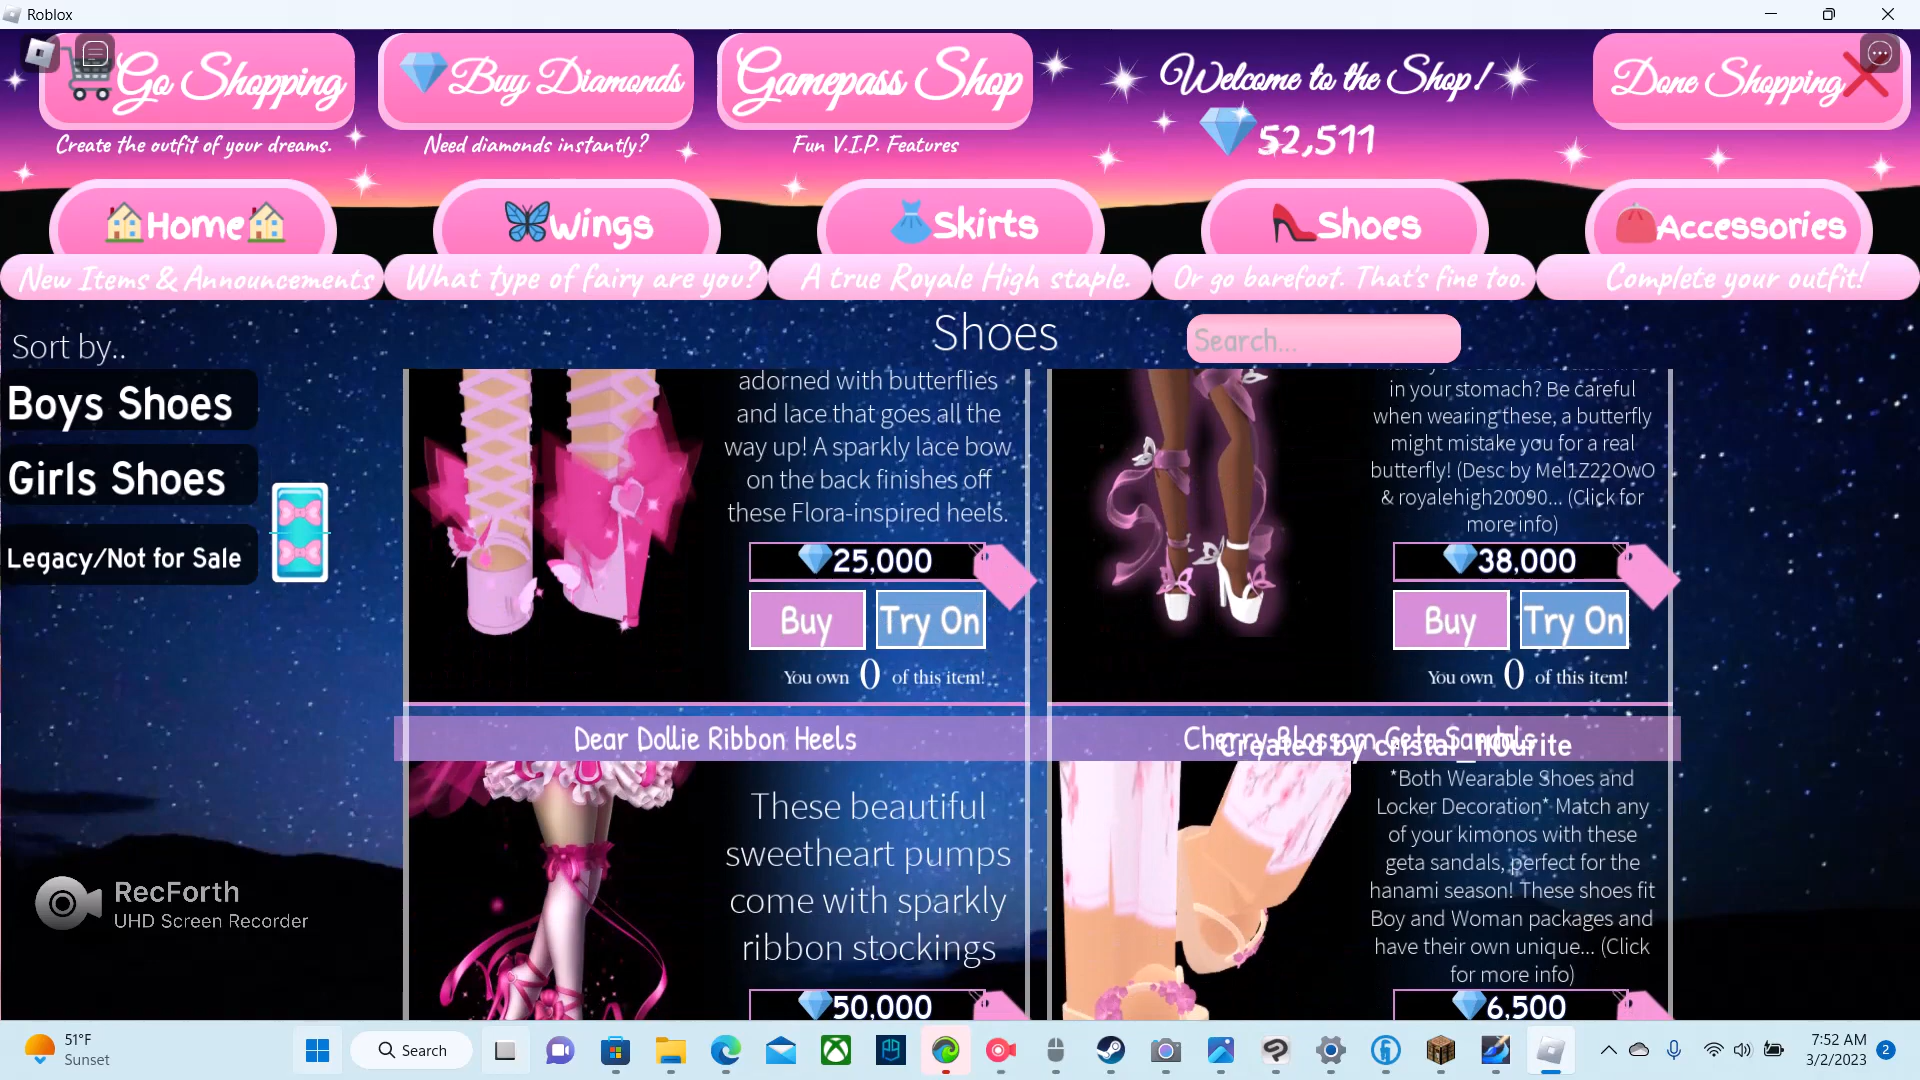 Roblox
Go Shopping
Buy Diamonds
Gamepass Shop
Welcome to the Shop!
Done Shopping
52,511
Create the outfit of your dreams.
Need diamonds instantly?
Fun V.I.P. Features
Home
Wings
Skirts
Shoes
Accessories
New Items & Announcements
What type of fairy are you?
A true Royale High staple.
Or go barefoot. That's fine too.
Complete your outfit!
Shoes
Search...
Sort by..
Boys Shoes
Girls Shoes
Legacy/Not for Sale
adorned with butterflies
and lace that goes all the
way up! A sparkly lace bow
on the back finishes off
these Flora-inspired heels.
25,000
Buy
Try On
You own 0 of this item!
in your stomach? Be careful
when wearing these, a butterfly
might mistake you for a real
butterfly! (Desc by Mel1Z22OwO
& royalehigh20090... (Click for
more info)
38,000
Buy
Try On
You own 0 of this item!
Dear Dollie Ribbon Heels
These beautiful
sweetheart pumps
come with sparkly
ribbon stockings
50,000
Cherry Blossom Geta Sandals
Created by cristal_fl0urite
*Both Wearable Shoes and
Locker Decoration* Match any
of your kimonos with these
geta sandals, perfect for the
hanami season! These shoes fit
Boy and Woman packages and
have their own unique... (Click
for more info)
6,500
RecForth
UHD Screen Recorder
51°F
Sunset
Search
7:52 AM
3/2/2023
2